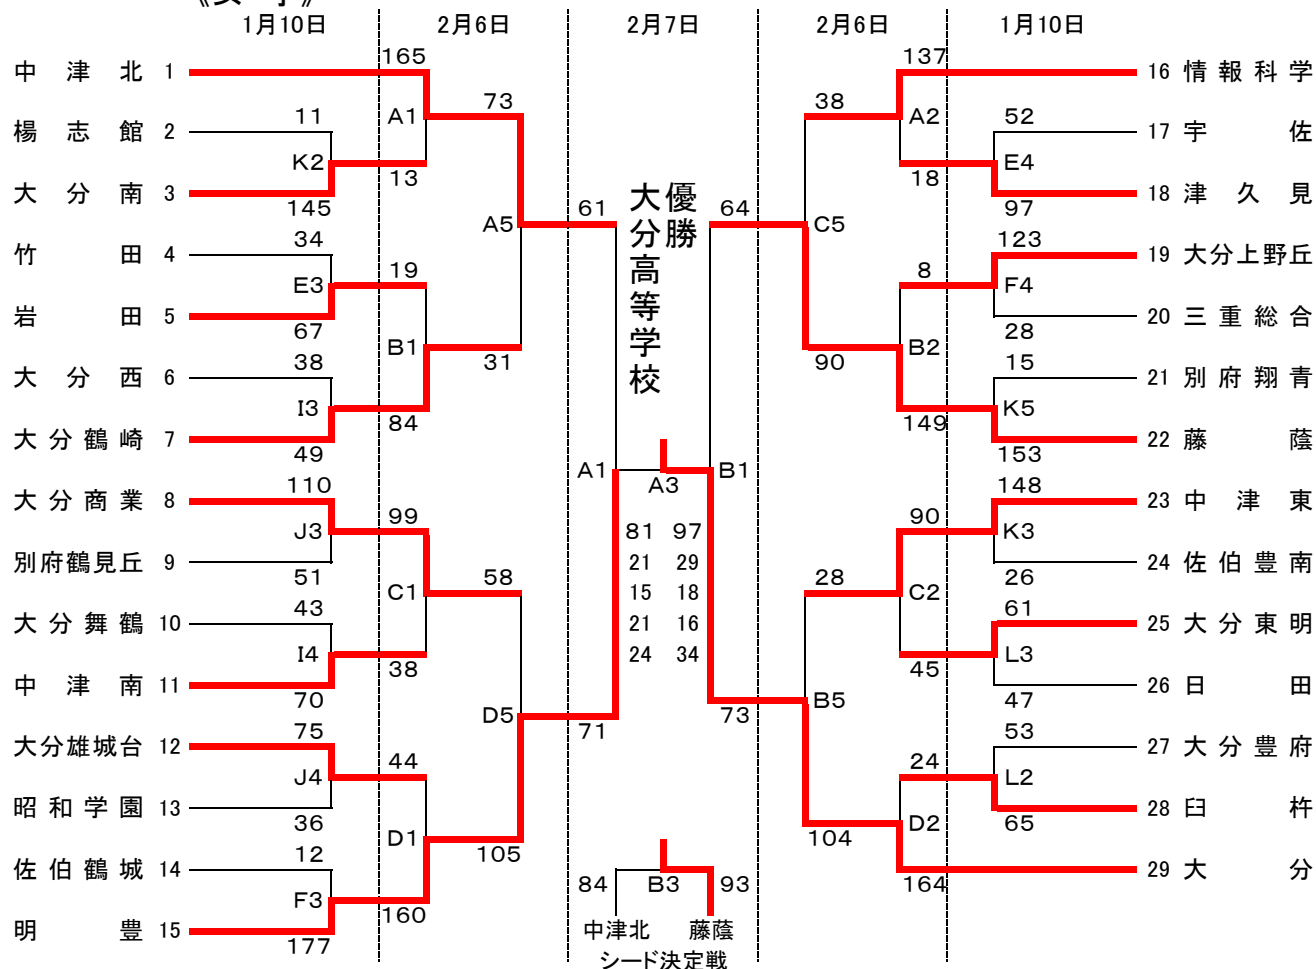 《女 子》
1月10日 2月6日 2月7日 2月6日 1月10日
優勝
大分高等学校
中津北 1
165
楊志館 2
11
K2
A1
73
大分南 3
145
13
竹田 4
34
A5
61
E3
19
岩田 5
67
B1
31
大分西 6
38
I3
84
大分鶴崎 7
49
A1
大分商業 8
110
J3
99
別府鶴見丘 9
51
C1
58
大分舞鶴 10
43
I4
38
中津南 11
70
D5
71
大分雄城台 12
75
J4
44
昭和学園 13
36
D1
105
佐伯鶴城 14
12
F3
160
明豊 15
177
A3
81 97
21 29
15 18
21 16
24 34
84 B3 93
中津北 藤蔭
シード決定戦
137
16 情報科学
38
A2
52
17 宇佐
E4
18
97
18 津久見
64
C5
123
19 大分上野丘
8
F4
28
20 三重総合
90
B2
15
21 別府翔青
K5
149
153
22 藤蔭
B1
148
23 中津東
90
K3
26
24 佐伯豊南
28
C2
61
25 大分東明
45
L3
47
26 日田
73
B5
53
27 大分豊府
24
L2
65
28 臼杵
104
D2
164
29 大分